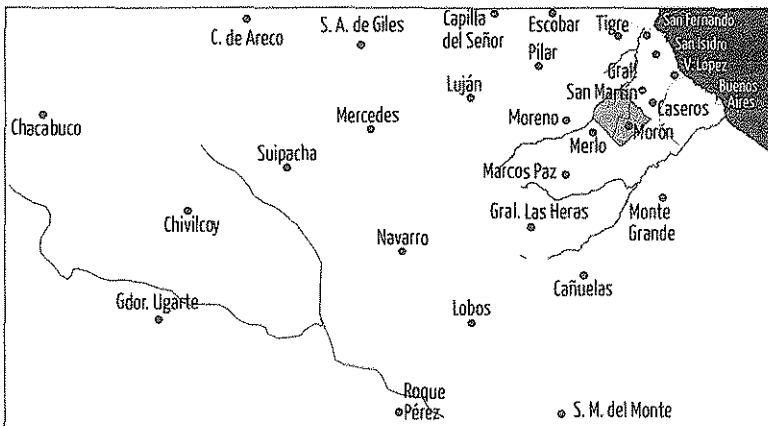 C. de Areco
S. A. de Giles
Capilla
del Señor
Escobar
Tigre
San Fernando
San Isidro
V. López
Buenos
Aires
Pilar
Gral.
San Martín
Caseros
Luján
Moreno
Morón
Merlo
Chacabuco
Mercedes
Suipacha
Marcos Paz
Chivilcoy
Gral. Las Heras
Monte
Grande
Navarro
Cañuelas
Gdor. Ugarte
Lobos
Roque
Pérez
S. M. del Monte